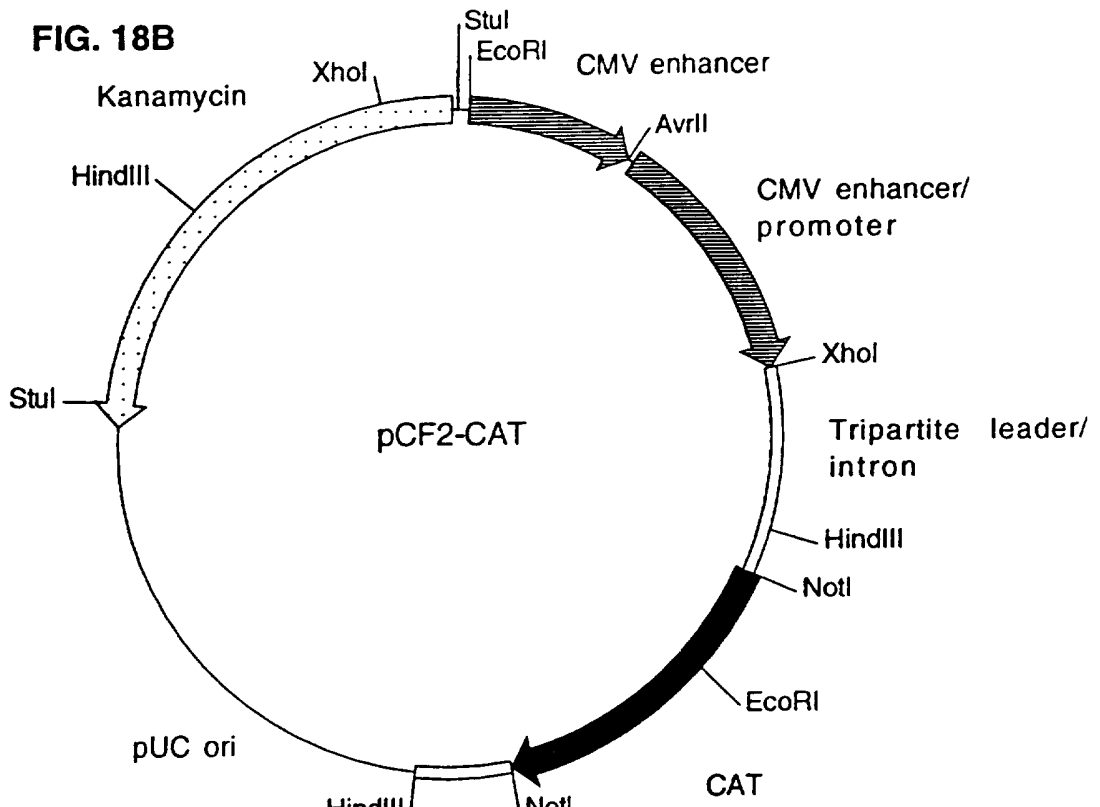 FIG. 18B
StuI
EcoRI
CMV enhancer
XhoI
Kanamycin
AvrII
HindIII
CMV enhancer/
promoter
XhoI
StuI
pCF2-CAT
Tripartite leader/
intron
HindIII
NotI
EcoRI
pUC ori
CAT
HindIII
NotI